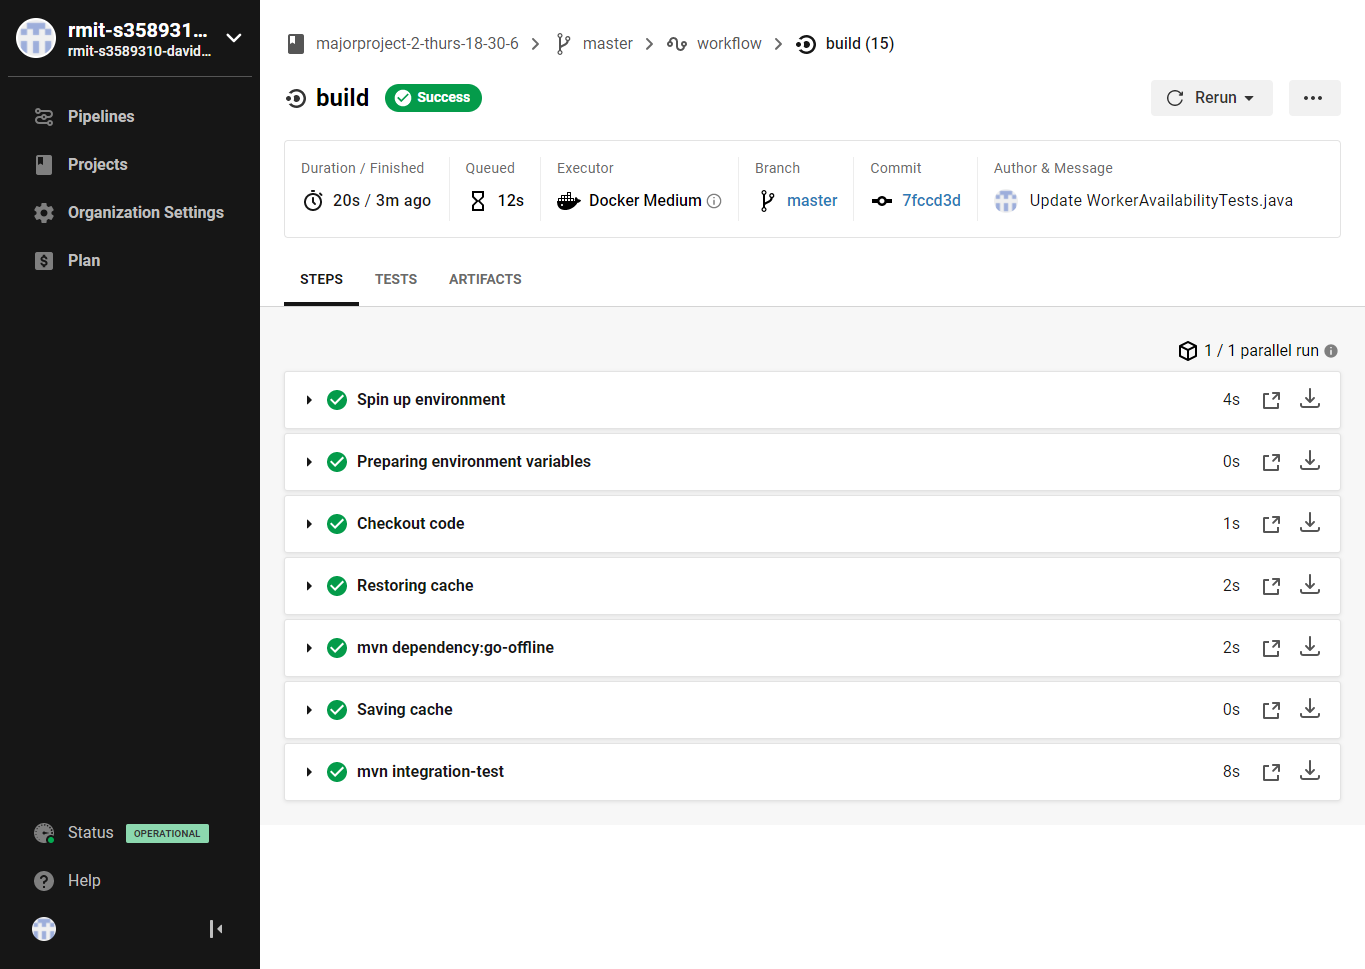 rmit-s358931...
rmit-s3589310-david...
Pipelines
Projects
Organization Settings
Plan
Status OPERATIONAL
Help
majorproject-2-thurs-18-30-6 > master > workflow > build (15)
build Success
Rerun
Duration / Finished
20s / 3m ago
Queued
12s
Executor
Docker Medium
Branch
master
Commit
7fccd3d
Author & Message
Update WorkerAvailabilityTests.java
STEPS TESTS ARTIFACTS
1 / 1 parallel run
Spin up environment 4s
Preparing environment variables 0s
Checkout code 1s
Restoring cache 2s
mvn dependency:go-offline 2s
Saving cache 0s
mvn integration-test 8s